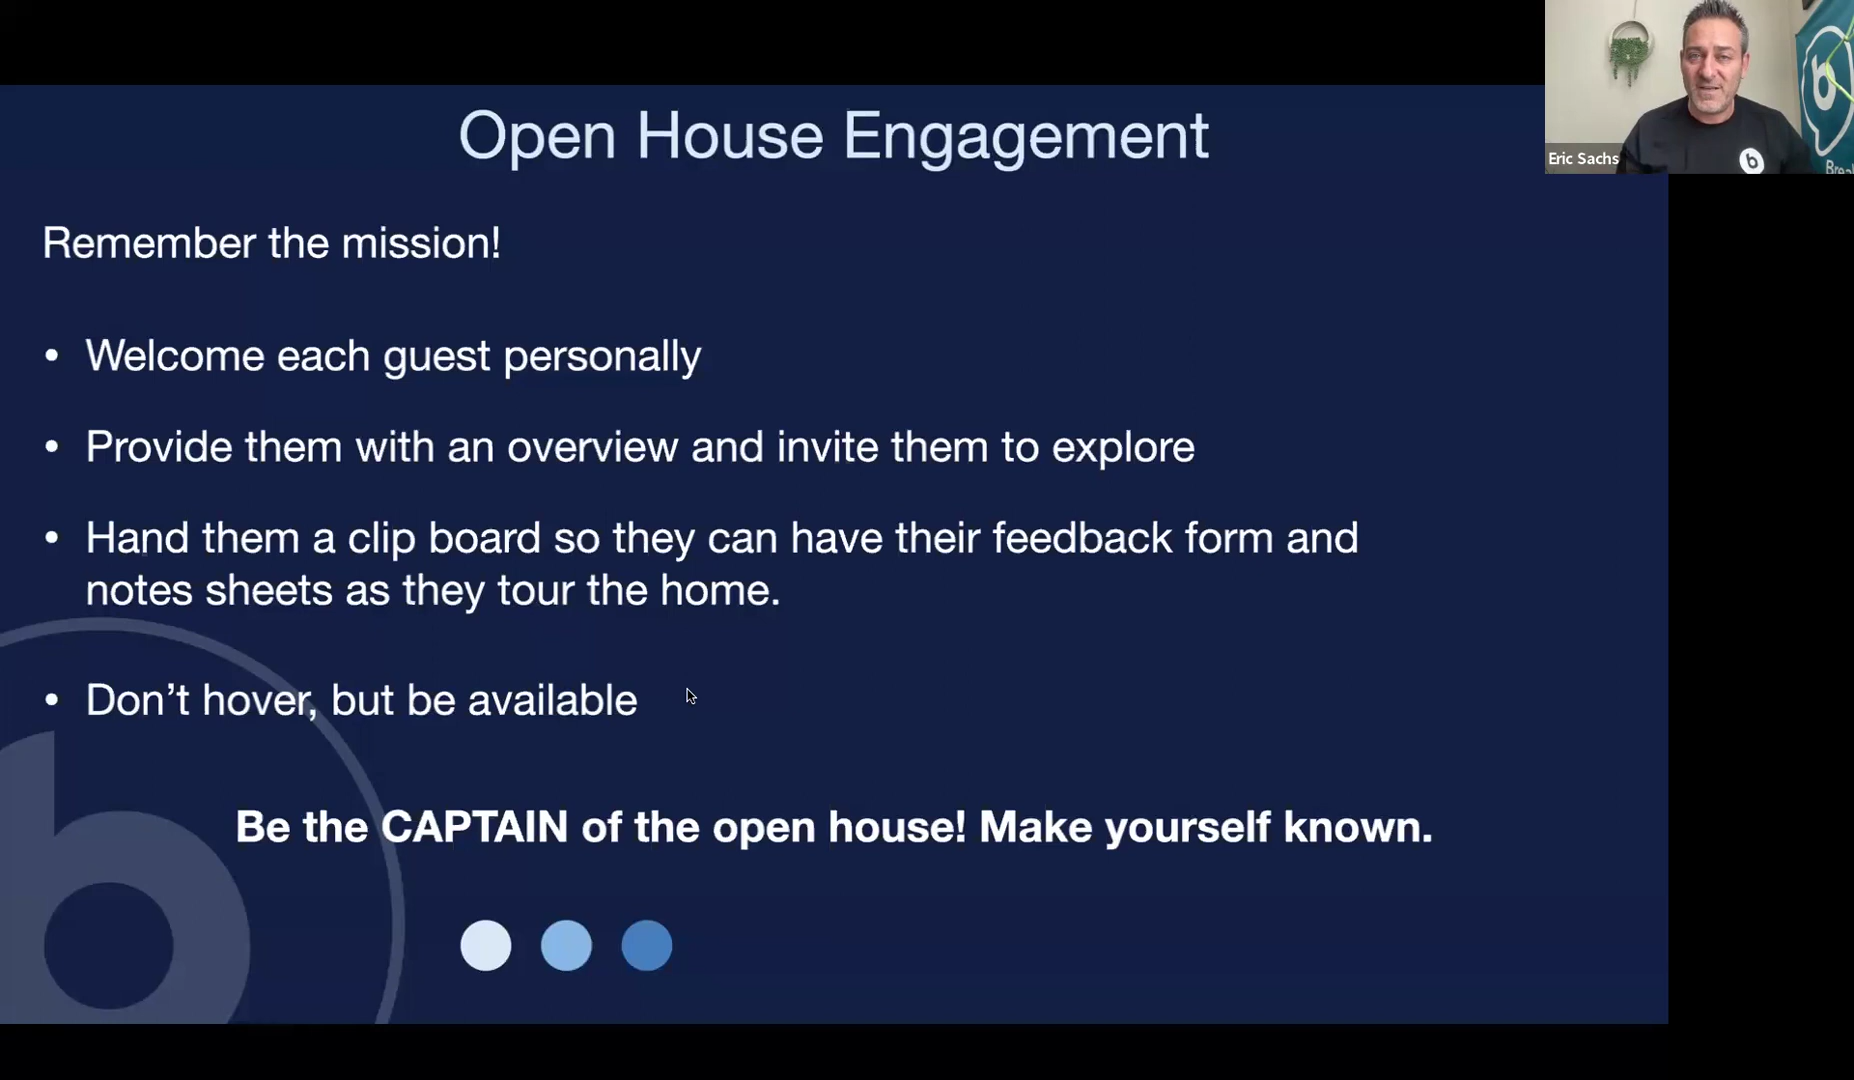 Open House Engagement
Remember the mission!
• Welcome each guest personally
• Provide them with an overview and invite them to explore
• Hand them a clip board so they can have their feedback form and
notes sheets as they tour the home.
• Don’t hover, but be available
Be the CAPTAIN of the open house! Make yourself known.
b
Eric Sachs
b
b
Brea